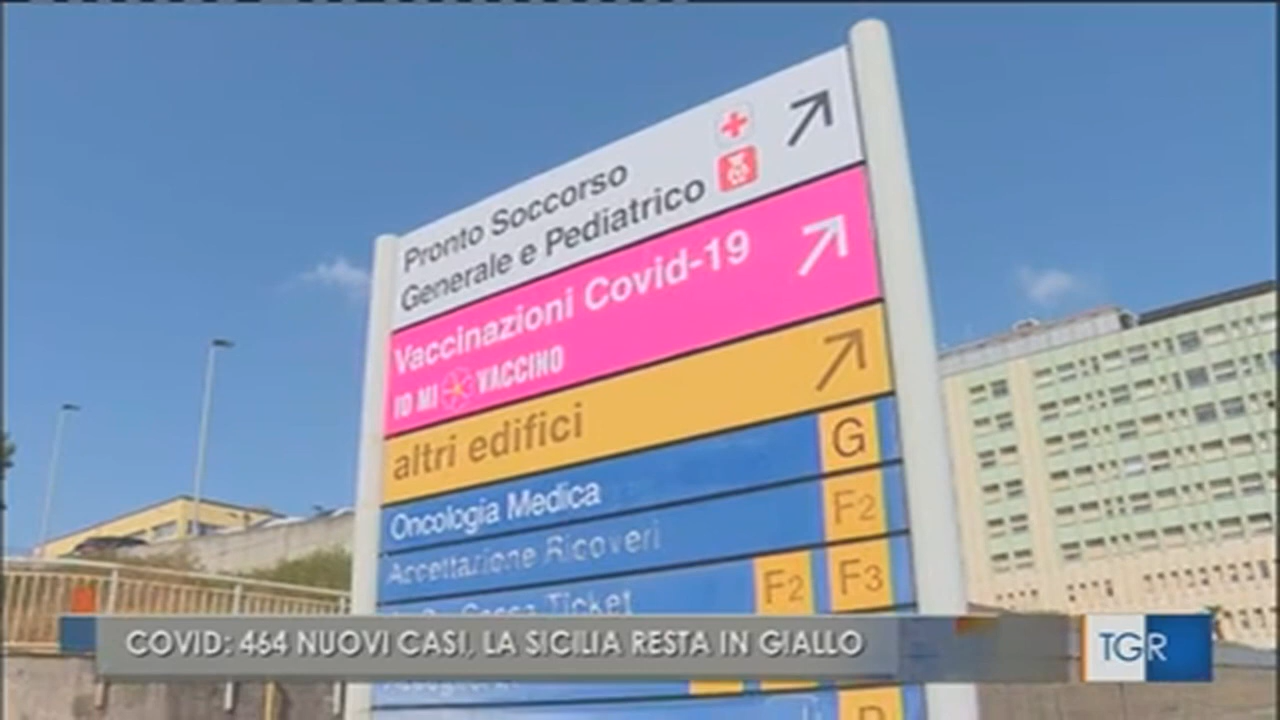 Pronto Soccorso
Generale e Pediatrico
Vaccinazioni Covid-19
IO MI VACCINO
altri edifici
G
Oncologia Medica
F2
Accettazione Ricoveri
F2 F3
Ticket
COVID: 464 NUOVI CASI, LA SICILIA RESTA IN GIALLO
TGR